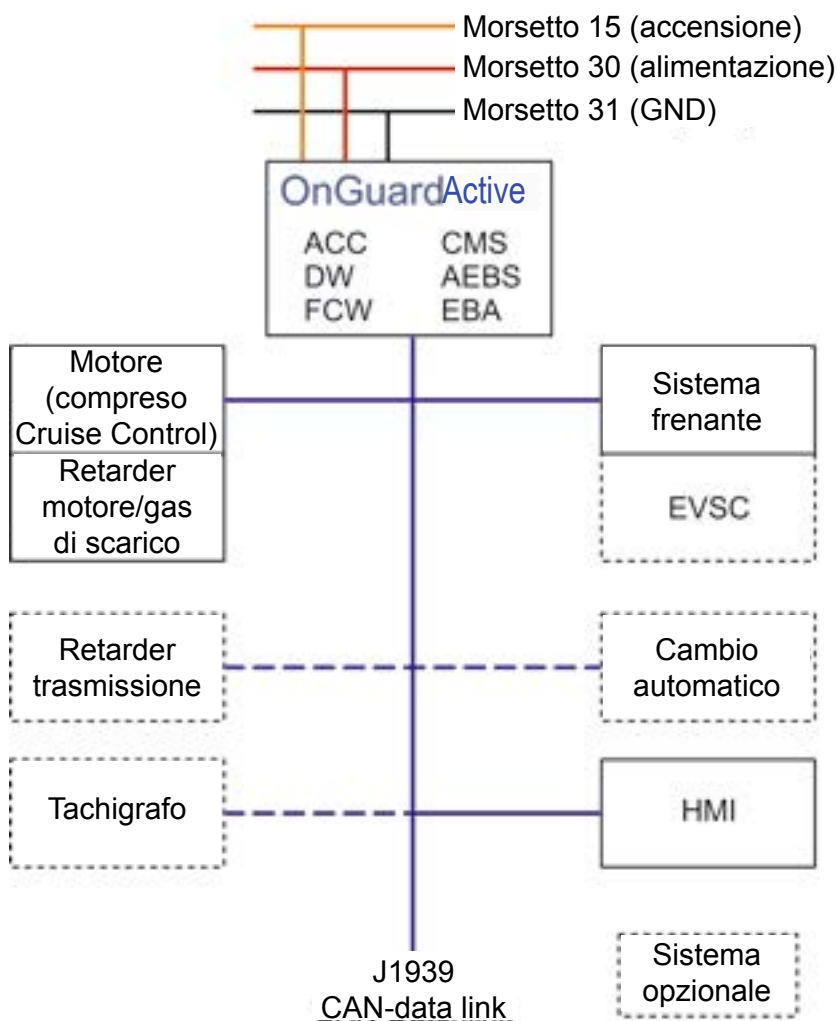 Morsetto 15 (accensione)
Morsetto 30 (alimentazione)
Morsetto 31 (GND)
OnGuardActive
ACC CMS
DW AEBS
FCW EBA
Motore
(compreso
Cruise Control)
Retarder
motore/gas
di scarico
Sistema
frenante
EVSC
Retarder
trasmissione
Cambio
automatico
Tachigrafo
HMI
J1939
CAN-data link
Sistema
opzionale